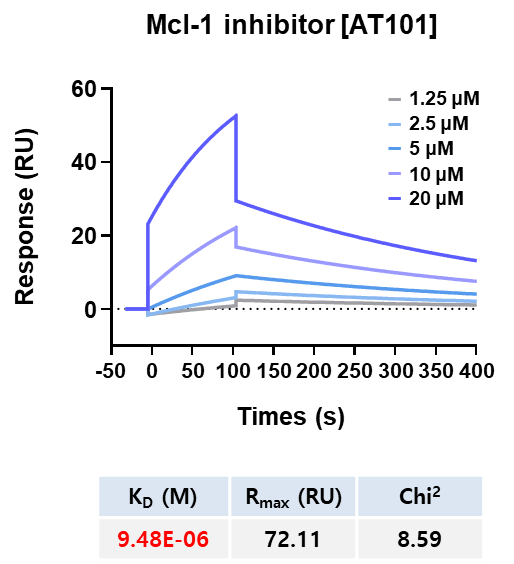 Mcl-1 inhibitor [AT101]
60
40
20
0
Response (RU)
1.25 µM
2.5 µM
5 µM
10 µM
20 µM
-50 0 50 100 150 200 250 300 350 400
Times (s)
K_D (M) R_max (RU) Chi²
9.48E-06 72.11 8.59